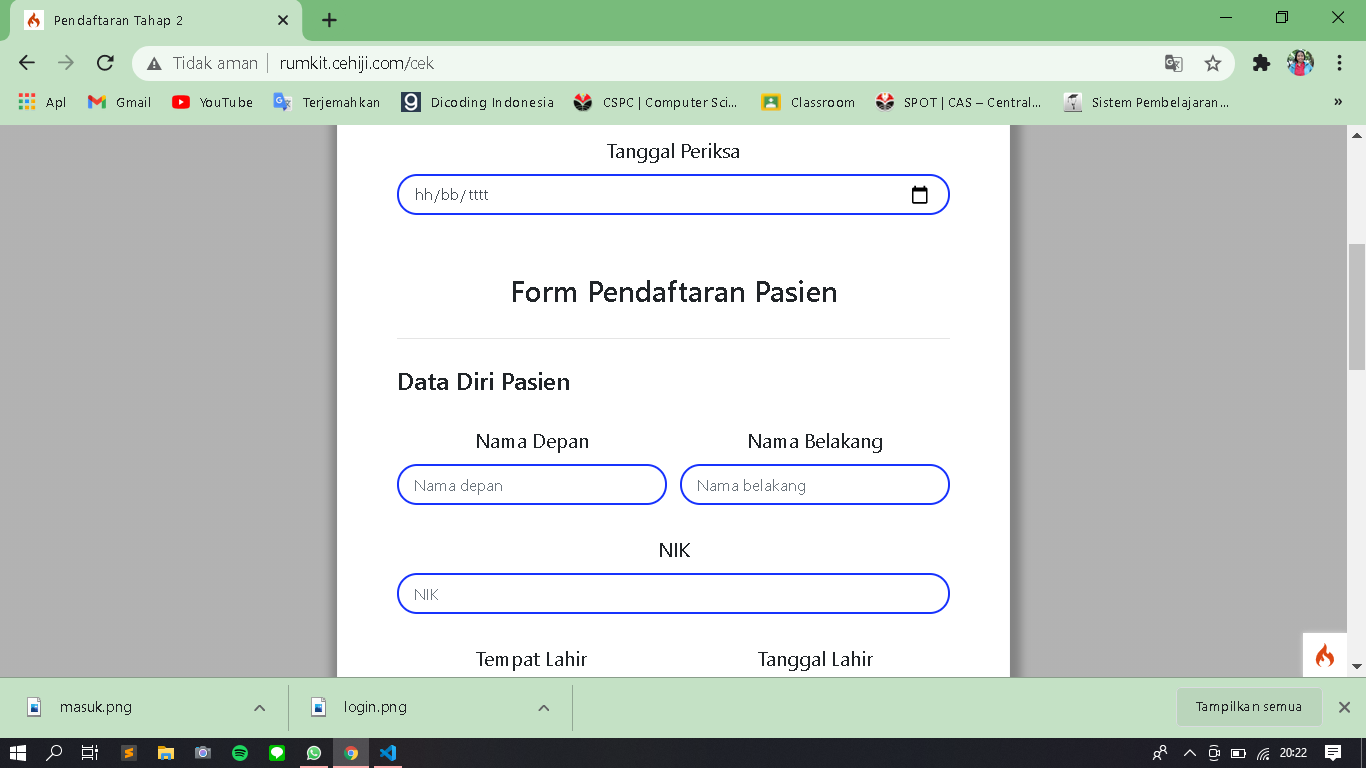 Pendaftaran Tahap 2
Tidak aman
rumkit.cehiji.com/cek
Apl
Gmail
YouTube
Terjemahkan
Dicoding Indonesia
CSPC | Computer Sci...
Classroom
SPOT | CAS – Central...
Sistem Pembelajaran...
»
Tanggal Periksa
hh/bb/tttt
Form Pendaftaran Pasien
Data Diri Pasien
Nama Depan
Nama Belakang
Nama depan
Nama belakang
NIK
NIK
Tempat Lahir
Tanggal Lahir
masuk.png
login.png
Tampilkan semua
20:22